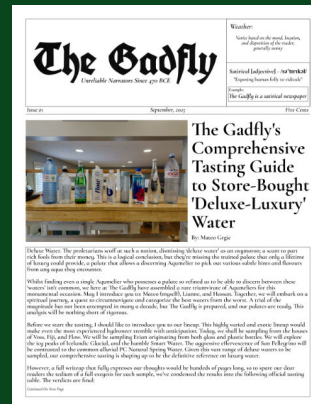 The Gadfly
Unreliable Narrators Since 470 BCE
Weather:
Varies based on the mood, location,
and disposition of the reader,
generally sunny
Satirical [adjective] - /səˈtɪrɪkəl/
"Exposing human folly to ridicule"
Example:
The Gadfly is a satirical newspaper
Issue #1
September, 2025
Five Cents
The Gadfly's
Comprehensive
Tasting Guide
to Store-Bought
'Deluxe-Luxury'
Water
By: Mateo Grgic
Deluxe Water. The proletarians scoff at such a notion, dismissing 'deluxe water' as an oxymoron; a want to part
rich fools from their money. This is a logical conclusion, but they're missing the trained palate that only a lifetime
of luxury could provide, a palate that allows a discerning Aquatelier to pick out various subtle hints and flavours
from any aqua they encounter.
Whilst finding even a single Aquatelier who possesses a palate so refined as to be able to discern between these
'waters' isn't common, we here at The Gadfly have assembled a rare triumvirate of Aquateliers for this
monumental occasion. May I introduce you to: Mateo (myself), Lianne, and Hassan. Together, we will embark on a
spiritual journey, a quest to circumnavigate and categorize the best waters from the worst. A trial of this
magnitude has not been attempted in many a decade, but The Gadfly is prepared, and our palates are ready. This
analysis will be nothing short of rigorous.
Before we start the tasting, I should like to introduce you to our lineup. This highly varied and exotic lineup would
make even the most experienced hydrator tremble with anticipation. Today, we shall be sampling from the houses
of Voss, Fiji, and Flow. We will be sampling Evian originating from both glass and plastic bottles. We will explore
the icy peaks of Icelandic Glacial, and the humble Smart Water. The aggressive effervescence of San Pellegrino will
be contrasted to the common alluvial PC Natural Spring Water. Given this vast range of deluxe waters to be
sampled, our comprehensive tasting is shaping up to be the definitive reference on luxury water.
However, a full writeup that fully expresses our thoughts would be hundreds of pages long, so to spare our dear
readers the tedium of a full exegesis for each sample, we've condensed the results into the following official tasting
table. The verdicts are final:
Continued On Next Page